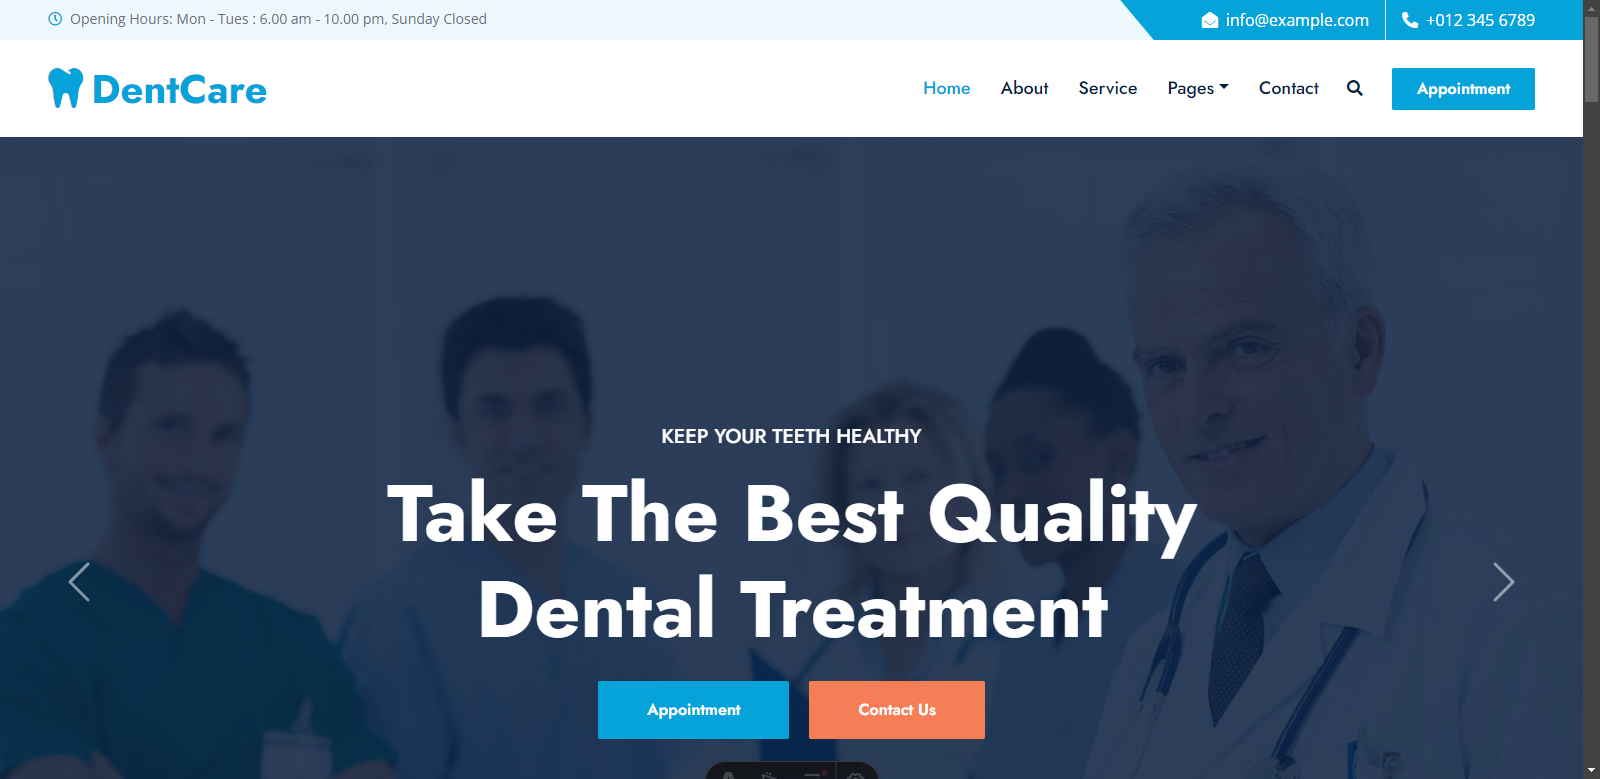 Opening Hours: Mon - Tues : 6.00 am - 10.00 pm, Sunday Closed
info@example.com
+012 345 6789
DentCare
Home
About
Service
Pages
Contact
Appointment
KEEP YOUR TEETH HEALTHY
Take The Best Quality
Dental Treatment
Appointment
Contact Us